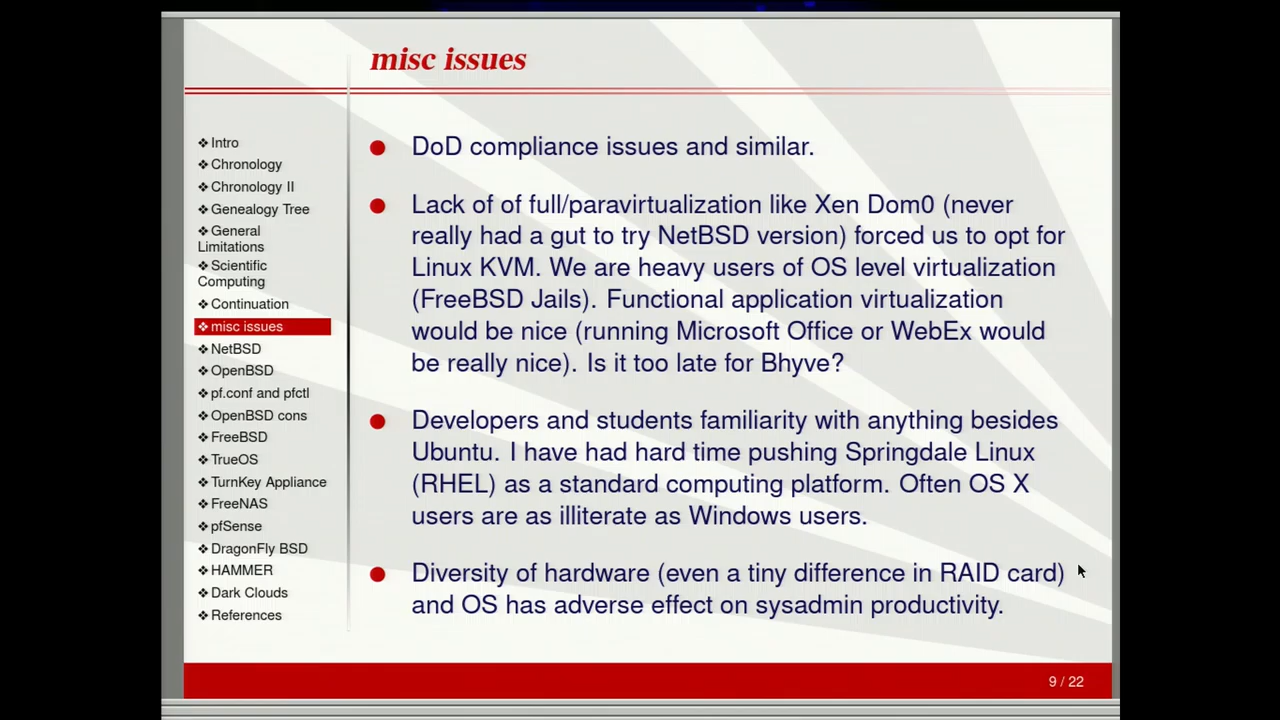 misc issues
❖ Intro
❖ Chronology
❖ Chronology II
❖ Genealogy Tree
❖ General
Limitations
❖ Scientific
Computing
❖ Continuation
❖ misc issues
❖ NetBSD
❖ OpenBSD
❖ pf.conf and pfctl
❖ OpenBSD cons
❖ FreeBSD
❖ TrueOS
❖ TurnKey Appliance
❖ FreeNAS
❖ pfSense
❖ DragonFly BSD
❖ HAMMER
❖ Dark Clouds
❖ References
● DoD compliance issues and similar.
● Lack of of full/paravirtualization like Xen Dom0 (never
really had a gut to try NetBSD version) forced us to opt for
Linux KVM. We are heavy users of OS level virtualization
(FreeBSD Jails). Functional application virtualization
would be nice (running Microsoft Office or WebEx would
be really nice). Is it too late for Bhyve?
● Developers and students familiarity with anything besides
Ubuntu. I have had hard time pushing Springdale Linux
(RHEL) as a standard computing platform. Often OS X
users are as illiterate as Windows users.
● Diversity of hardware (even a tiny difference in RAID card)
and OS has adverse effect on sysadmin productivity.
9 / 22